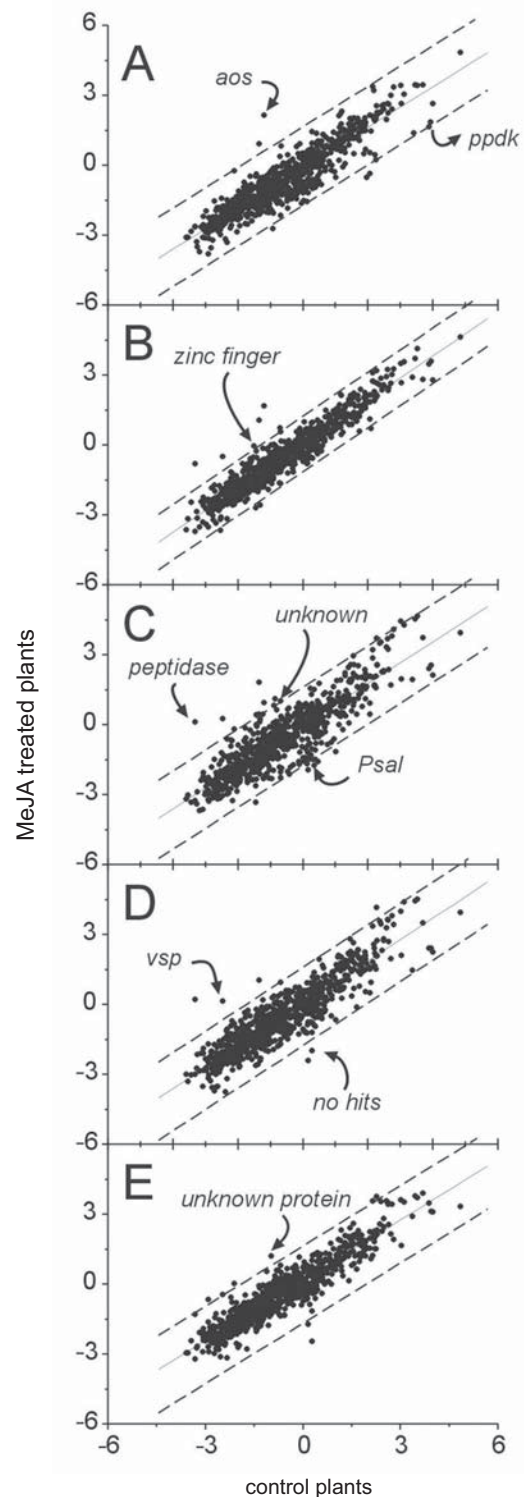 6
A
aos
3
ppdk
0
-3
-6
B
3
zinc finger
0
-3
-6
C
unknown
3
peptidase
0
PsaI
-3
-6
D
3
vsp
0
-3
no hits
-6
E
3
unknown protein
0
-3
-6
-6 -3 0 3 6
MeJA treated plants
control plants